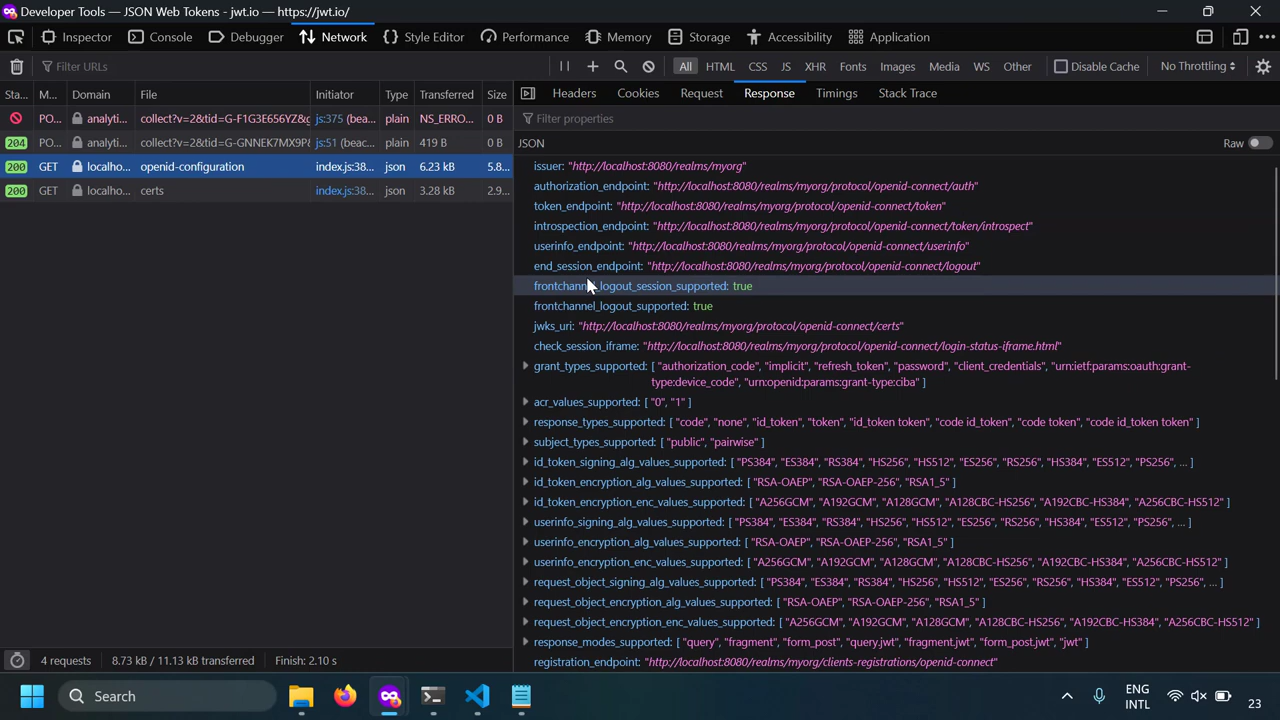 Developer Tools — JSON Web Tokens - jwt.io — https://jwt.io/
Inspector Console Debugger Network Style Editor Performance Memory Storage Accessibility Application
Filter URLs All HTML CSS JS XHR Fonts Images Media WS Other Disable Cache No Throttling
Sta... M... Domain File Initiator Type Transferred Size
PO... analyti... collect?v=2&tid=G-F1G3E656YZ&g js:375 (beac... plain NS_ERRO... 0 B
204 PO... analyti... collect?v=2&tid=G-GNNEK7MX9P& js:51 (beac... plain 419 B 0 B
200 GET localho... openid-configuration index.js:38... json 6.23 kB 5.8...
200 GET localho... certs index.js:38... json 3.28 kB 2.9...
4 requests 8.73 kB / 11.13 kB transferred Finish: 2.10 s
Headers Cookies Request Response Timings Stack Trace
Filter properties
JSON Raw
issuer: "http://localhost:8080/realms/myorg"
authorization_endpoint: "http://localhost:8080/realms/myorg/protocol/openid-connect/auth"
token_endpoint: "http://localhost:8080/realms/myorg/protocol/openid-connect/token"
introspection_endpoint: "http://localhost:8080/realms/myorg/protocol/openid-connect/token/introspect"
userinfo_endpoint: "http://localhost:8080/realms/myorg/protocol/openid-connect/userinfo"
end_session_endpoint: "http://localhost:8080/realms/myorg/protocol/openid-connect/logout"
frontchannel_logout_session_supported: true
frontchannel_logout_supported: true
jwks_uri: "http://localhost:8080/realms/myorg/protocol/openid-connect/certs"
check_session_iframe: "http://localhost:8080/realms/myorg/protocol/openid-connect/login-status-iframe.html"
grant_types_supported: [ "authorization_code", "implicit", "refresh_token", "password", "client_credentials", "urn:ietf:params:oauth:grant-
type:device_code", "urn:openid:params:grant-type:ciba" ]
acr_values_supported: [ "0", "1" ]
response_types_supported: [ "code", "none", "id_token", "token", "id_token token", "code id_token", "code token", "code id_token token" ]
subject_types_supported: [ "public", "pairwise" ]
id_token_signing_alg_values_supported: [ "PS384", "ES384", "RS384", "HS256", "HS512", "ES256", "RS256", "HS384", "ES512", "PS256", ... ]
id_token_encryption_alg_values_supported: [ "RSA-OAEP", "RSA-OAEP-256", "RSA1_5" ]
id_token_encryption_enc_values_supported: [ "A256GCM", "A192GCM", "A128GCM", "A128CBC-HS256", "A192CBC-HS384", "A256CBC-HS512" ]
userinfo_signing_alg_values_supported: [ "PS384", "ES384", "RS384", "HS256", "HS512", "ES256", "RS256", "HS384", "ES512", "PS256", ... ]
userinfo_encryption_alg_values_supported: [ "RSA-OAEP", "RSA-OAEP-256", "RSA1_5" ]
userinfo_encryption_enc_values_supported: [ "A256GCM", "A192GCM", "A128GCM", "A128CBC-HS256", "A192CBC-HS384", "A256CBC-HS512" ]
request_object_signing_alg_values_supported: [ "PS384", "ES384", "RS384", "HS256", "HS512", "ES256", "RS256", "HS384", "ES512", "PS256", ... ]
request_object_encryption_alg_values_supported: [ "RSA-OAEP", "RSA-OAEP-256", "RSA1_5" ]
request_object_encryption_enc_values_supported: [ "A256GCM", "A192GCM", "A128GCM", "A128CBC-HS256", "A192CBC-HS384", "A256CBC-HS512" ]
response_modes_supported: [ "query", "fragment", "form_post", "query.jwt", "fragment.jwt", "form_post.jwt", "jwt" ]
registration_endpoint: "http://localhost:8080/realms/myorg/clients-registrations/openid-connect"
Search
ENG
INTL
23